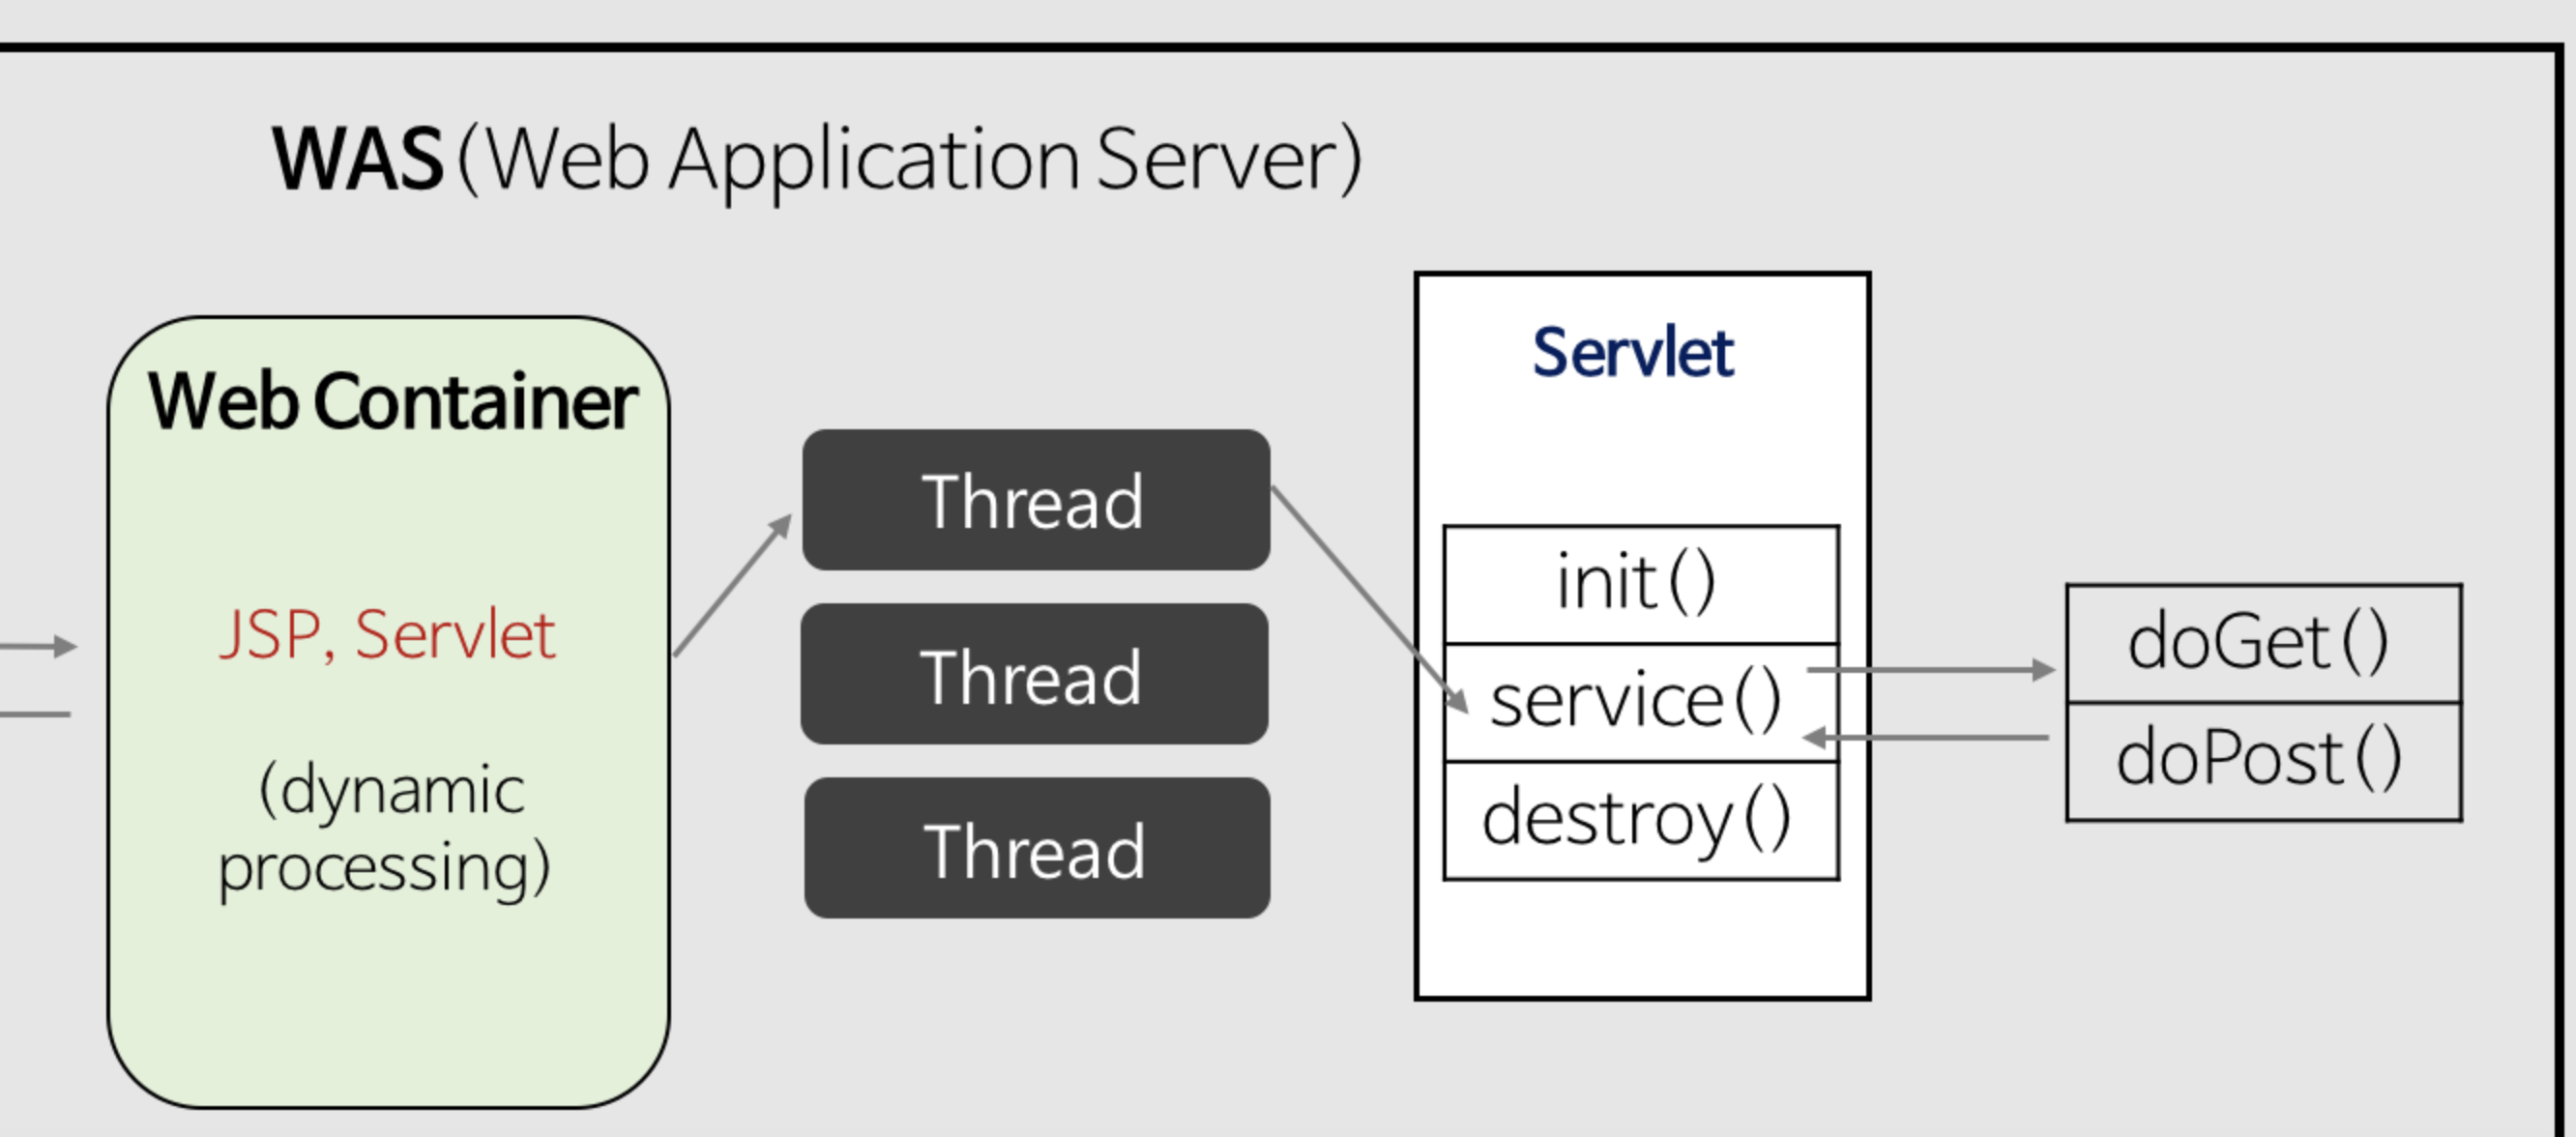 WAS(Web Application Server)
Web Container
JSP, Servlet
(dynamic
processing)
Thread
Thread
Thread
Servlet
init()
service()
destroy()
doGet()
doPost()